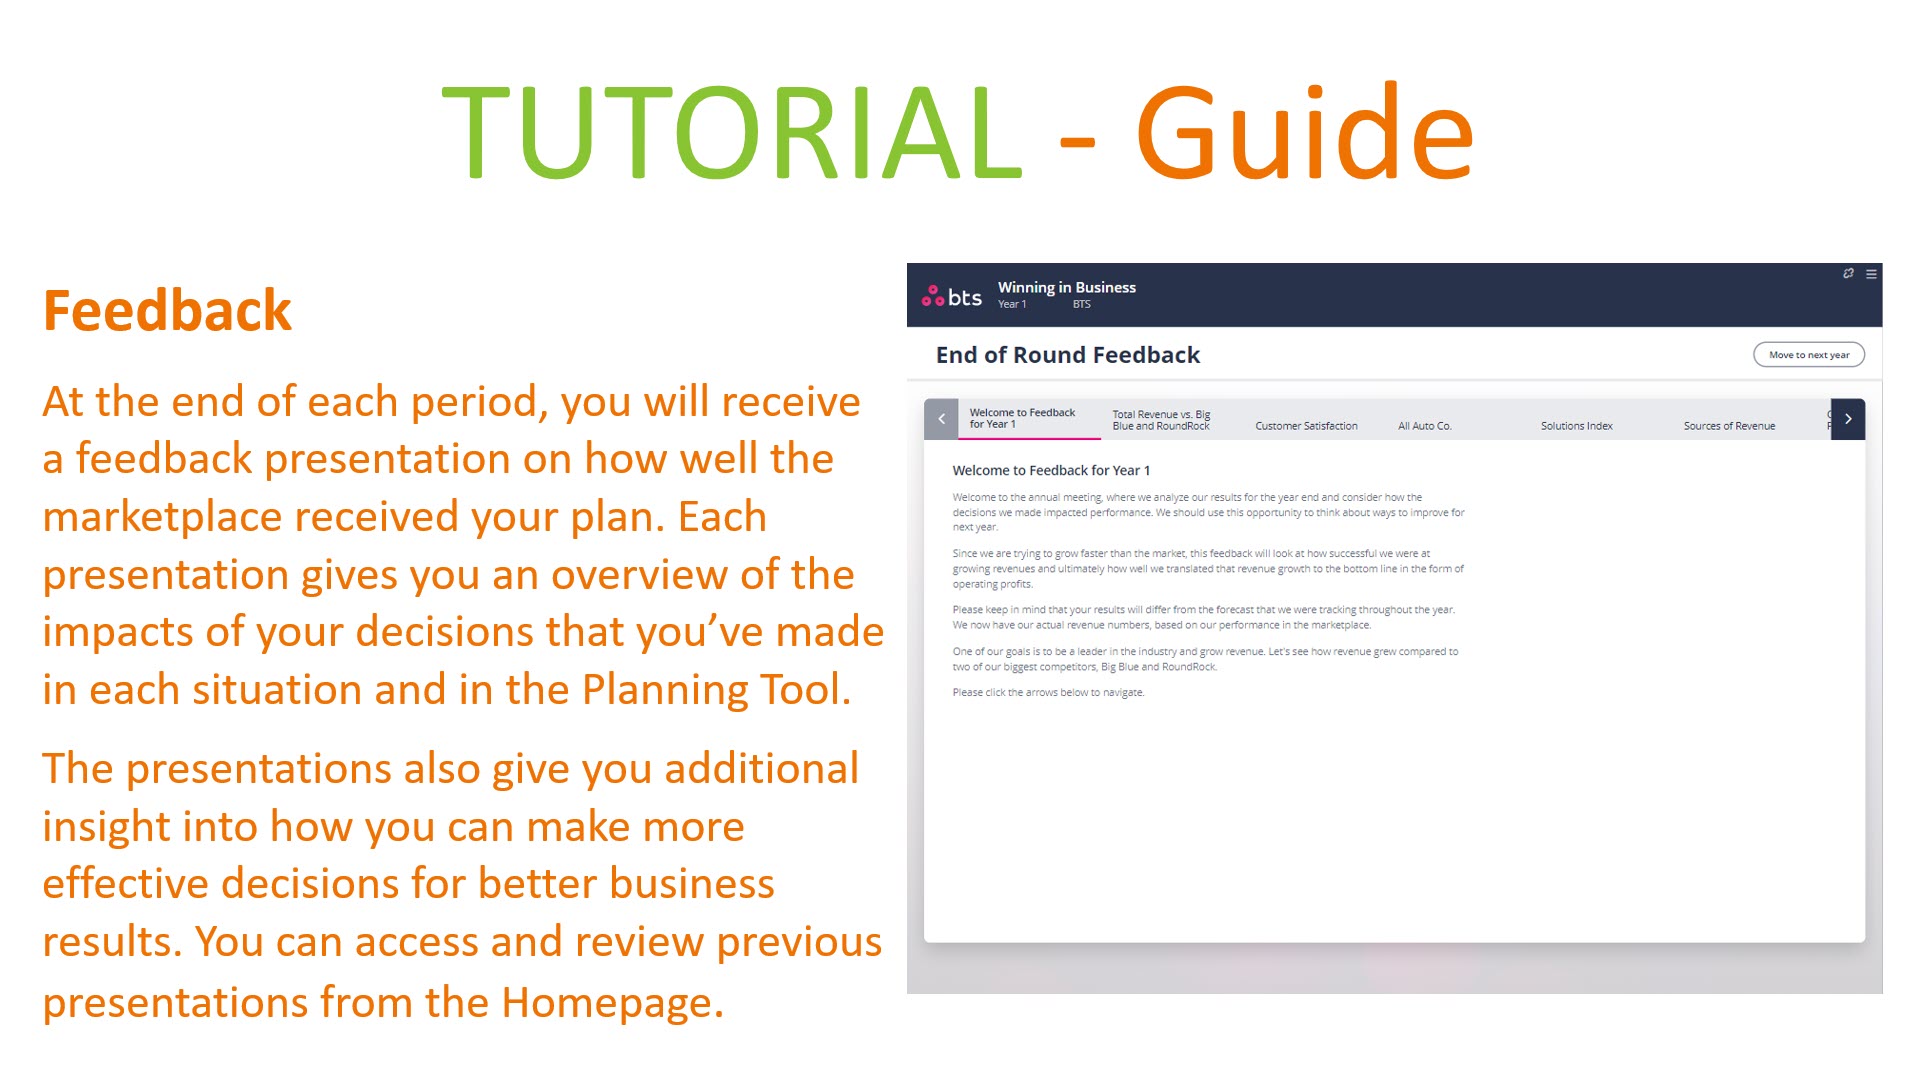 TUTORIAL - Guide
Feedback
At the end of each period, you will receive
a feedback presentation on how well the
marketplace received your plan. Each
presentation gives you an overview of the
impacts of your decisions that you’ve made
in each situation and in the Planning Tool.
The presentations also give you additional
insight into how you can make more
effective decisions for better business
results. You can access and review previous
presentations from the Homepage.
bts
Winning in Business
Year 1 BTS
End of Round Feedback
Move to next year
Welcome to Feedback
for Year 1
Total Revenue vs. Big
Blue and RoundRock
Customer Satisfaction
All Auto Co.
Solutions Index
Sources of Revenue
Welcome to Feedback for Year 1
Welcome to the annual meeting, where we analyze our results for the year end and consider how the
decisions we made impacted performance. We should use this opportunity to think about ways to improve for
next year.
Since we are trying to grow faster than the market, this feedback will look at how successful we were at
growing revenues and ultimately how well we translated that revenue growth to the bottom line in the form of
operating profits.
Please keep in mind that your results will differ from the forecast that we were tracking throughout the year.
We now have our actual revenue numbers, based on our performance in the marketplace.
One of our goals is to be a leader in the industry and grow revenue. Let's see how revenue grew compared to
two of our biggest competitors, Big Blue and RoundRock.
Please click the arrows below to navigate.